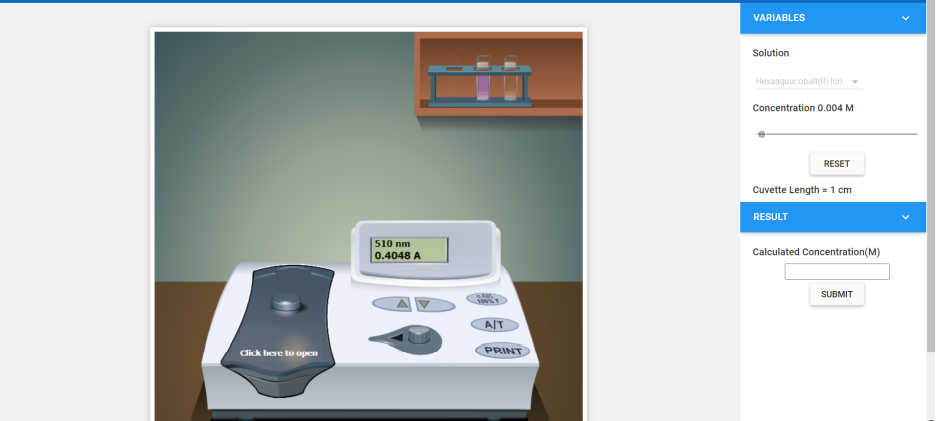 VARIABLES
Solution
Hexaaquacobalt(II) Ion
Concentration 0.004 M
RESET
Cuvette Length = 1 cm
RESULT
Calculated Concentration(M)
SUBMIT
510 nm
0.4048 A
0 ABS
100% T
A/T
PRINT
Click here to open